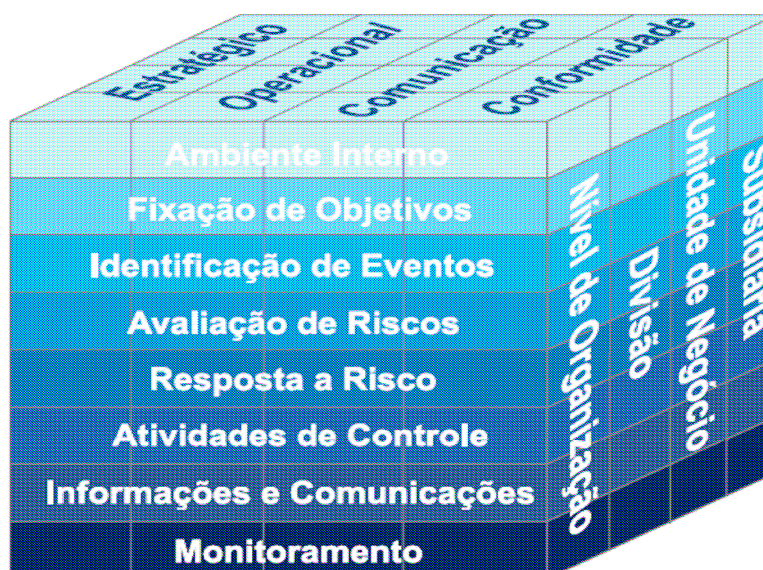 Estratégico
Operacional
Comunicação
Conformidade
Ambiente Interno
Fixação de Objetivos
Identificação de Eventos
Avaliação de Riscos
Resposta a Risco
Atividades de Controle
Informações e Comunicações
Monitoramento
Nível de Organização
Divisão
Unidade de Negócio
Subsidiária